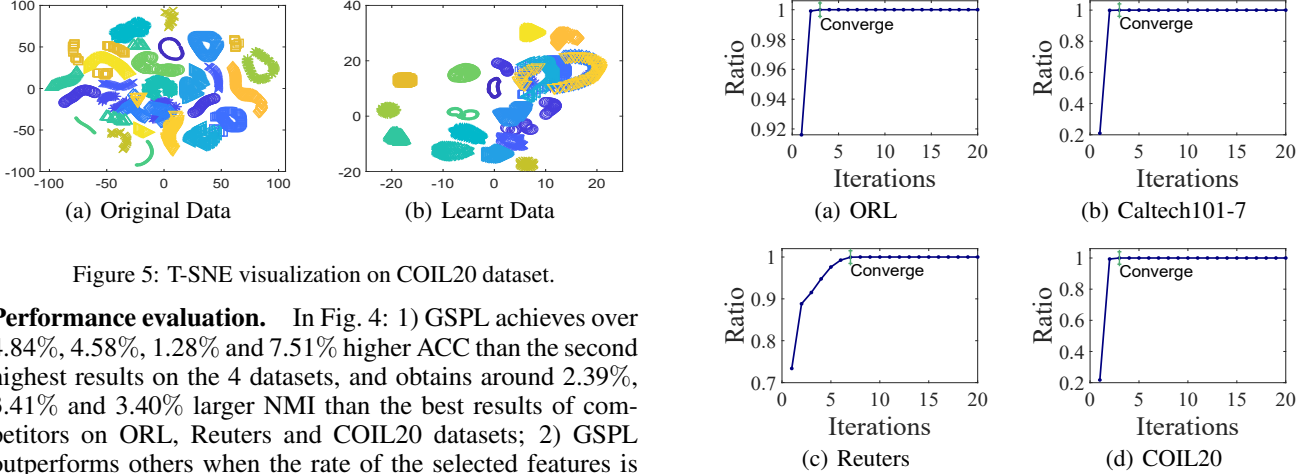 100
50
0
-50
-100
-100 -50 0 50 100
(a) Original Data
40
20
0
-20
-20 -10 0 10 20
(b) Learnt Data
Figure 5: T-SNE visualization on COIL20 dataset.
Performance evaluation. In Fig. 4: 1) GSPL achieves over
4.84%, 4.58%, 1.28% and 7.51% higher ACC than the second
highest results on the 4 datasets, and obtains around 2.39%,
3.41% and 3.40% larger NMI than the best results of com-
petitors on ORL, Reuters and COIL20 datasets; 2) GSPL
outperforms others when the rate of the selected features is
1
0.98
0.96
0.94
0.92
Ratio
Converge
0 5 10 15 20
Iterations
(a) ORL
1
0.8
0.6
0.4
0.2
Ratio
Converge
0 5 10 15 20
Iterations
(b) Caltech101-7
1
0.9
0.8
0.7
Ratio
Converge
0 5 10 15 20
Iterations
(c) Reuters
1
0.8
0.6
0.4
0.2
Ratio
Converge
0 5 10 15 20
Iterations
(d) COIL20